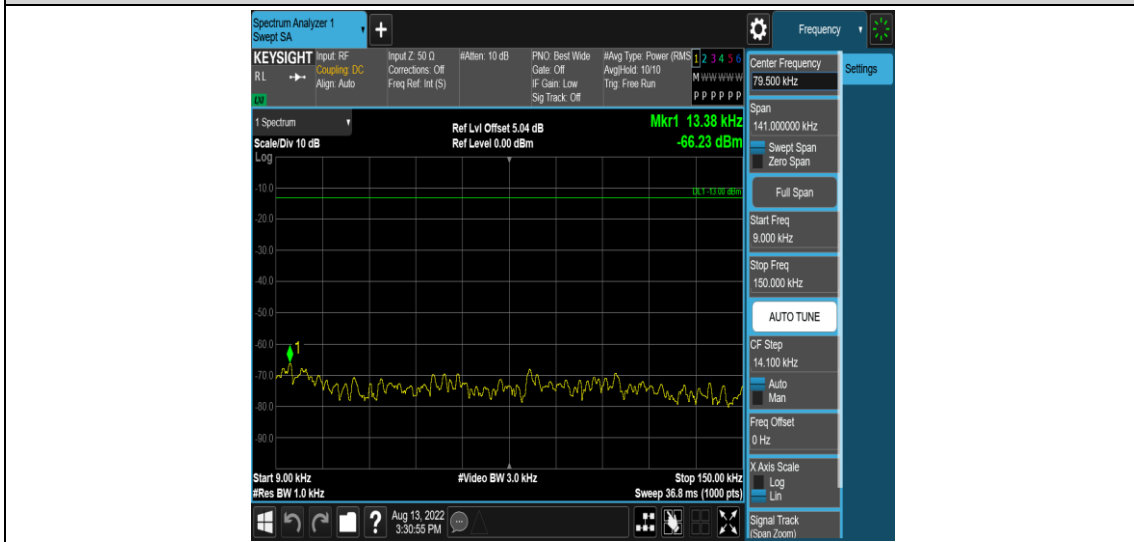 Spectrum Analyzer 1
Swept SA
+
Frequency
KEYSIGHT
R L
LXI
Input: RF
Coupling: DC
Align: Auto
Input Z: 50 Ω
Corrections: Off
Freq Ref: Int (S)
#Atten: 10 dB
PNO: Best Wide
Gate: Off
IF Gain: Low
Sig Track: Off
#Avg Type: Power (RMS
Avg|Hold: 10/10
Trig: Free Run
1 2 3 4 5 6
M W W W W W
P P P P P P
1 Spectrum
Scale/Div 10 dB
Log
Ref Lvl Offset 5.04 dB
Ref Level 0.00 dBm
Mkr1 13.38 kHz
-66.23 dBm
DL1 -13.00 dBm
-10.0
-20.0
-30.0
-40.0
-50.0
-60.0
-70.0
-80.0
-90.0
1
Start 9.00 kHz
#Res BW 1.0 kHz
#Video BW 3.0 kHz
Stop 150.00 kHz
Sweep 36.8 ms (1000 pts)
Center Frequency
79.500 kHz
Settings
Span
141.000000 kHz
Swept Span
Zero Span
Full Span
Start Freq
9.000 kHz
Stop Freq
150.000 kHz
AUTO TUNE
CF Step
14.100 kHz
Auto
Man
Freq Offset
0 Hz
X Axis Scale
Log
Lin
Signal Track
(Span Zoom)
?
Aug 13, 2022
3:30:55 PM